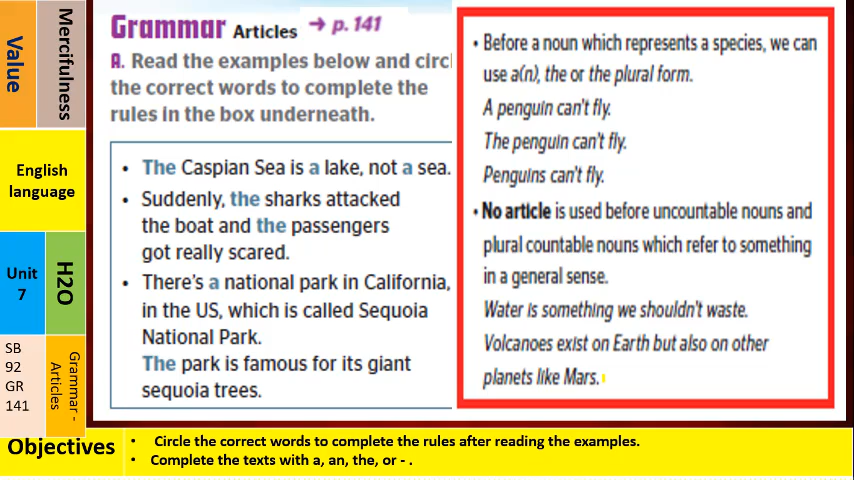 Value
Mercifulness
English
language
Unit
7
H2O
SB
92
GR
141
Grammar -
Articles
Grammar Articles → p. 141
A. Read the examples below and circl
the correct words to complete the
rules in the box underneath.
• The Caspian Sea is a lake, not a sea.
• Suddenly, the sharks attacked
the boat and the passengers
got really scared.
• There's a national park in California,
in the US, which is called Sequoia
National Park.
The park is famous for its giant
sequoia trees.
• Before a noun which represents a species, we can
use a(n), the or the plural form.
A penguin can't fly.
The penguin can't fly.
Penguins can't fly.
• No article is used before uncountable nouns and
plural countable nouns which refer to something
in a general sense.
Water is something we shouldn't waste.
Volcanoes exist on Earth but also on other
planets like Mars.
Objectives
• Circle the correct words to complete the rules after reading the examples.
• Complete the texts with a, an, the, or - .